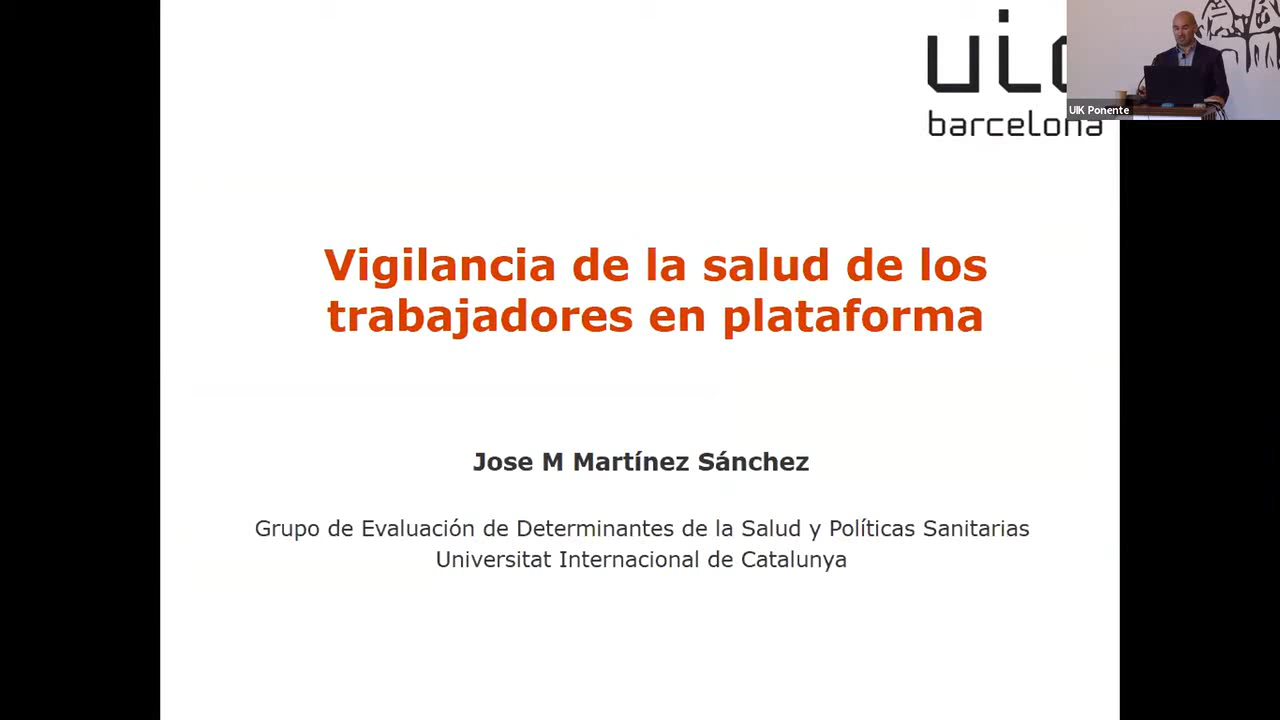 barcelona
UIK Ponente
Vigilancia de la salud de los
trabajadores en plataforma
Jose M Martínez Sánchez
Grupo de Evaluación de Determinantes de la Salud y Políticas Sanitarias
Universitat Internacional de Catalunya